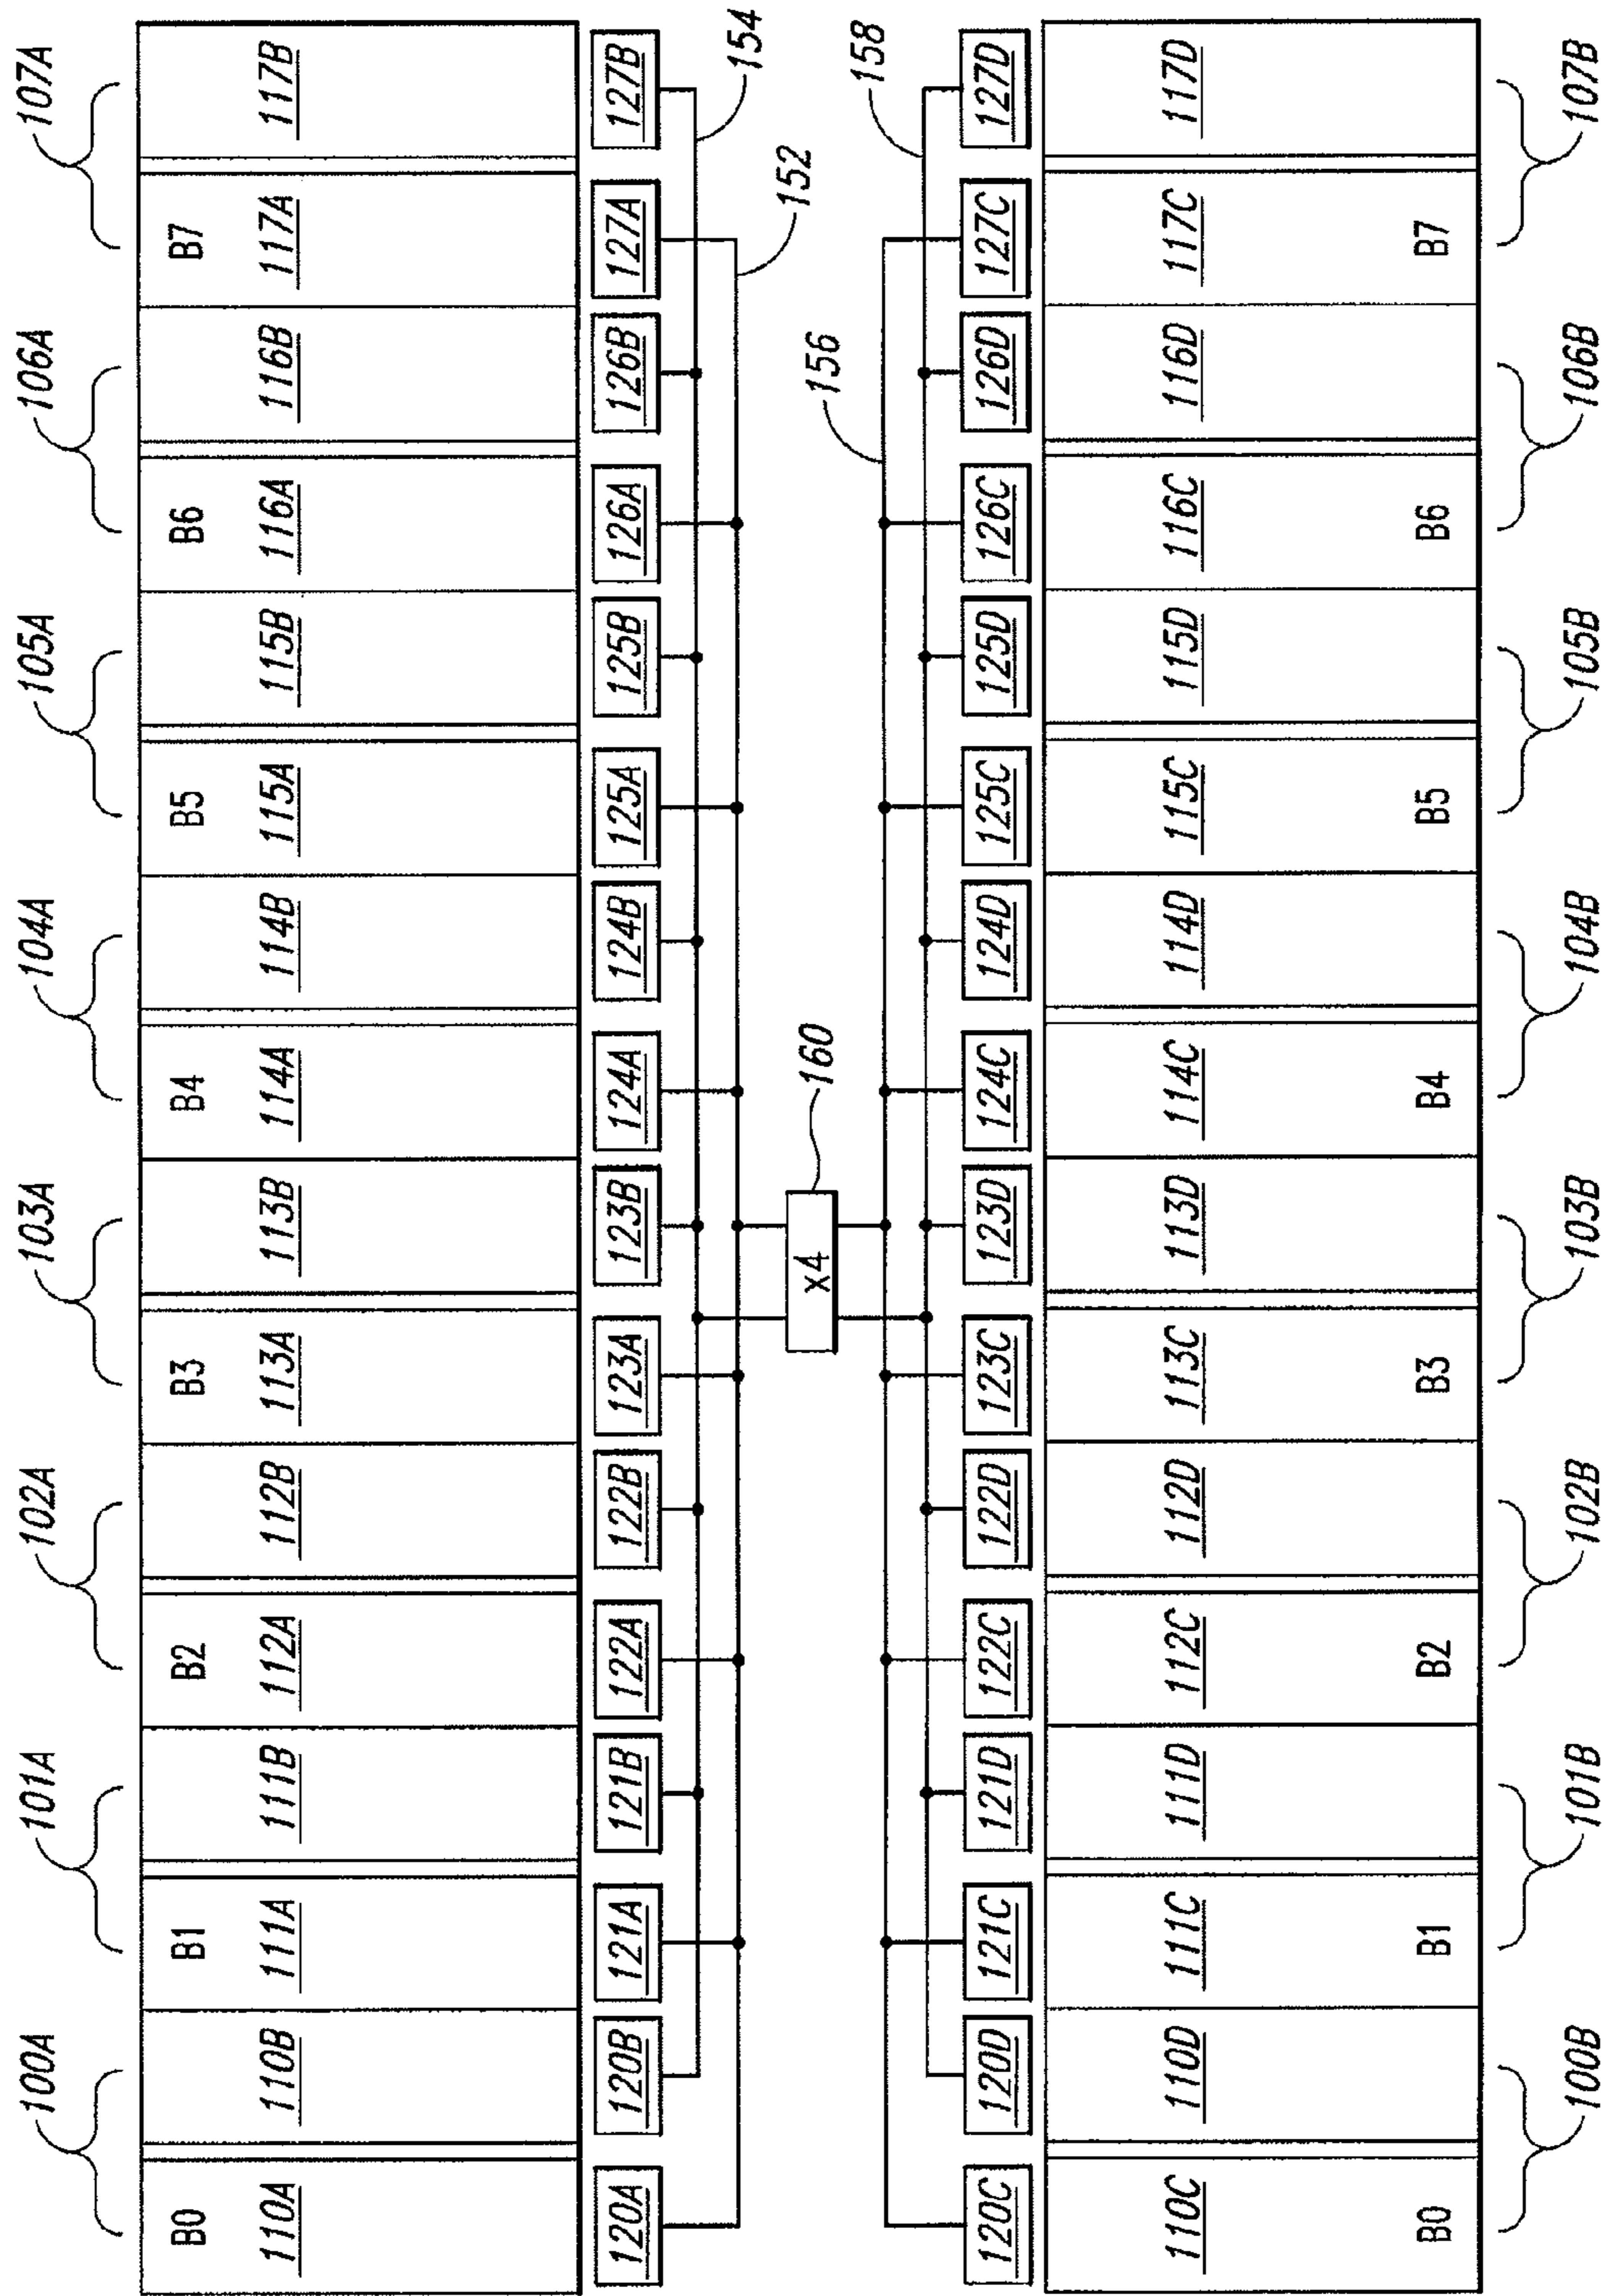 100A 101A 102A 103A 104A 105A 106A 107A
B0 B1 B2 B3 B4 B5 B6 B7
110A 110B 111A 111B 112A 112B 113A 113B 114A 114B 115A 115B 116A 116B 117A 117B
120A 120B 121A 121B 122A 122B 123A 123B 124A 124B 125A 125B 126A 126B 127A 127B
154
152
x4
160
156
158
120C 120D 121C 121D 122C 122D 123C 123D 124C 124D 125C 125D 126C 126D 127C 127D
110C 110D 111C 111D 112C 112D 113C 113D 114C 114D 115C 115D 116C 116D 117C 117D
B0 B1 B2 B3 B4 B5 B6 B7
100B 101B 102B 103B 104B 105B 106B 107B